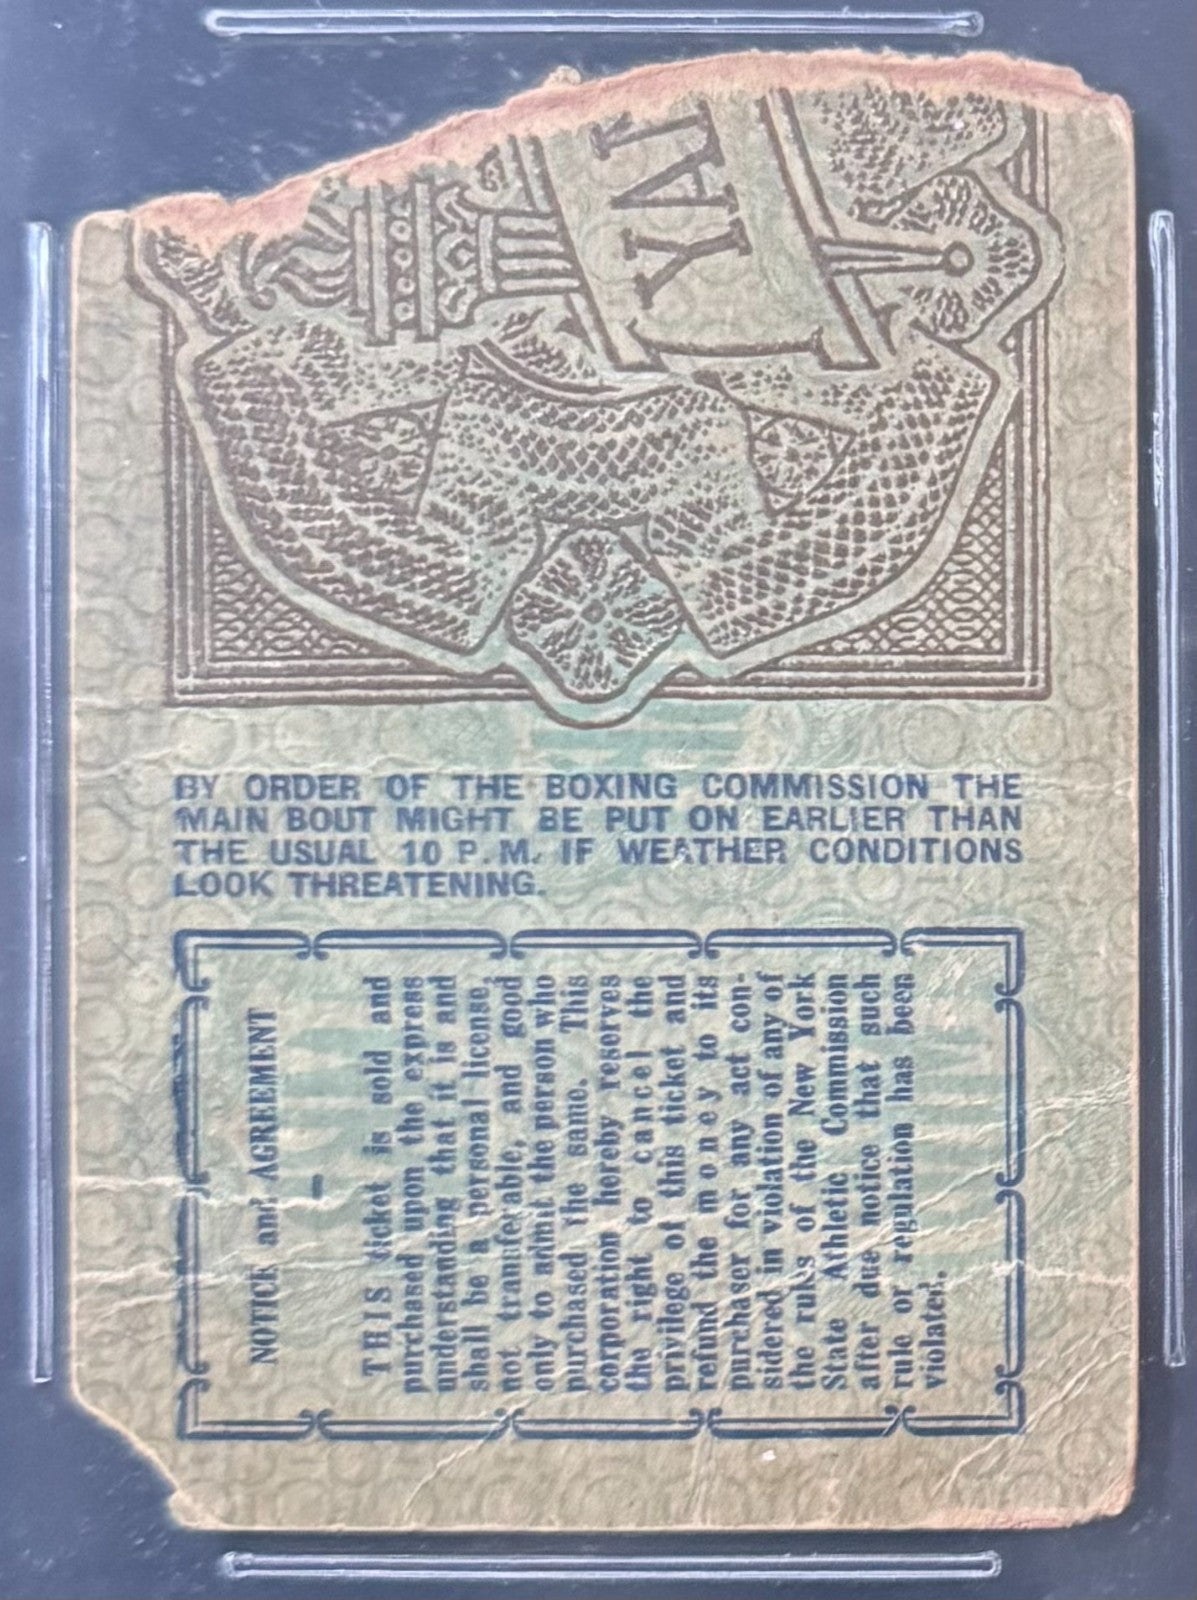 YAN
BY ORDER OF THE BOXING COMMISSION THE
MAIN BOUT MIGHT BE PUT ON EARLIER THAN
THE USUAL 10 P.M. IF WEATHER CONDITIONS
LOOK THREATENING.
NOTICE and AGREEMENT
THIS ticket is sold and
purchased upon the express
understanding that it is and
shall be a personal license,
not transferable, and good
only to admit the person who
purchased the same. This
corporation hereby reserves
the right to cancel the
privilege of this ticket and
refund the money to its
purchaser for any act con-
sidered in violation of any of
the rules of the New York
State Athletic Commission
after due notice that such
rule or regulation has been
violated.